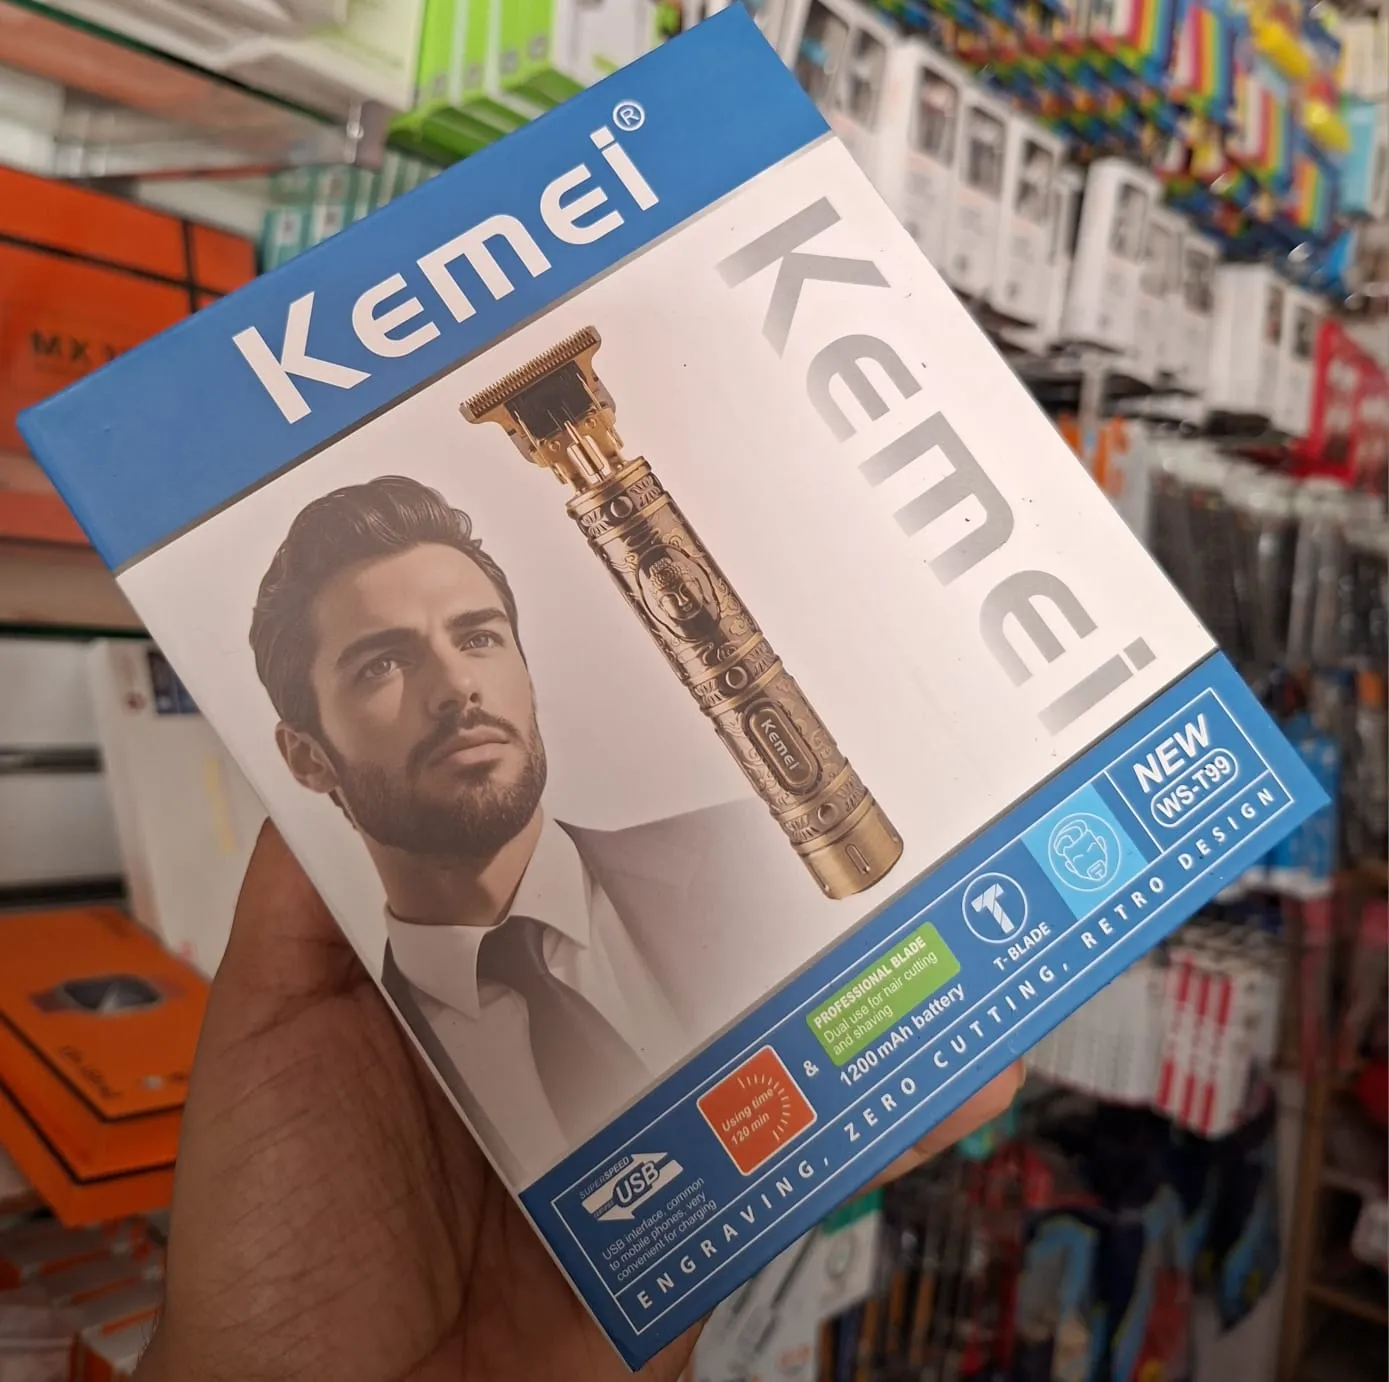 Kemei®
Kemei
Kemei
NEW
WS-T99
T-BLADE
PROFESSIONAL BLADE
Dual use for hair cutting
and shaving
1200mAh battery
&
Using time
120 min
SUPERSPEED
USB
USB interface, common
to mobile phones, very
convenient for charging
ENGRAVING, ZERO CUTTING, RETRO DESIGN
MX